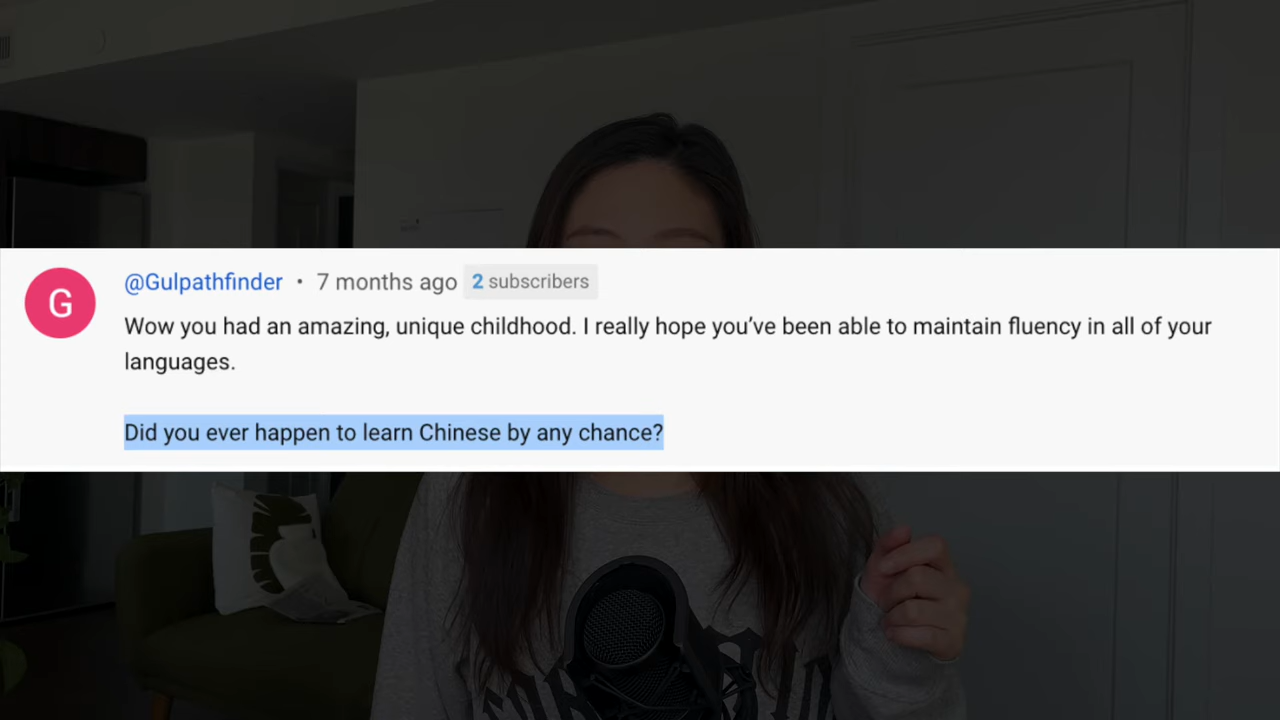 G
@Gulpathfinder • 7 months ago 2 subscribers
Wow you had an amazing, unique childhood. I really hope you’ve been able to maintain fluency in all of your
languages.
Did you ever happen to learn Chinese by any chance?